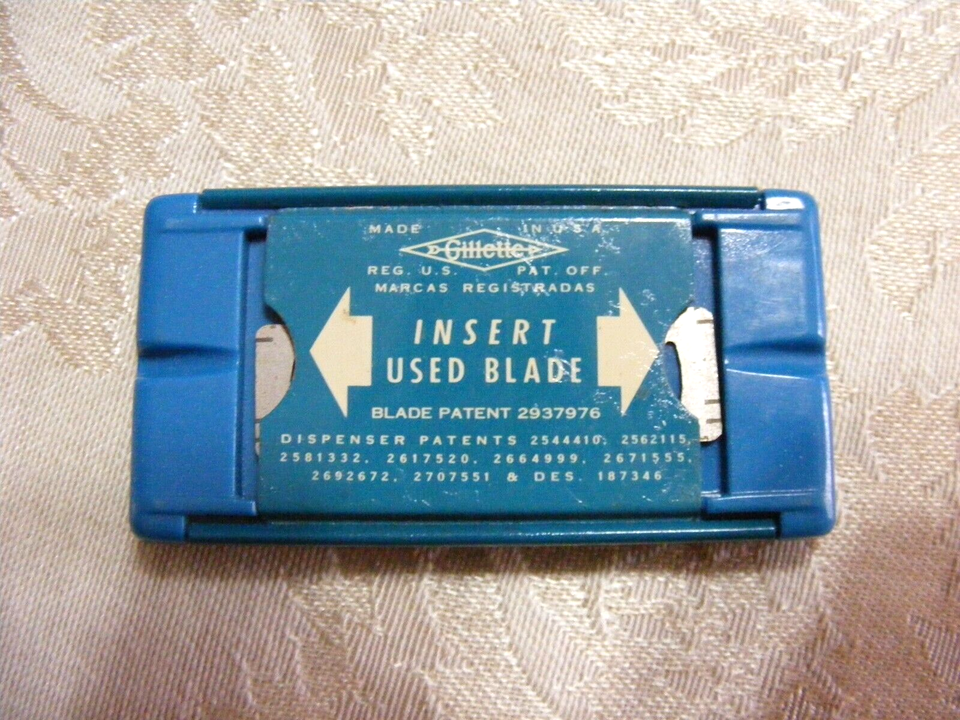 MADE IN U S A
Gillette
REG. U.S. PAT. OFF.
MARCAS REGISTRADAS
INSERT
USED BLADE
BLADE PATENT 2937976
DISPENSER PATENTS 2544410, 2562115,
2581332, 2617520, 2664999, 2671555,
2692672, 2707551 & DES. 187346